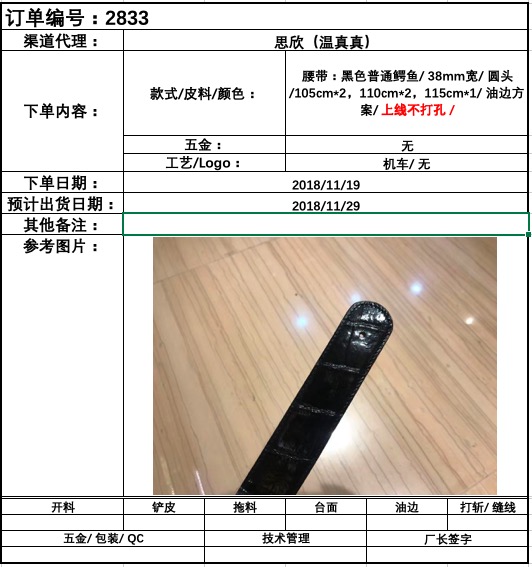 订单编号：2833
渠道代理：
思欣（温真真）
下单内容：
款式/皮料/颜色：
腰带：黑色普通鳄鱼/ 38mm宽/ 圆头
/105cm*2，110cm*2，115cm*1/ 油边方
案/ 上线不打孔 /
五金：
无
工艺/Logo：
机车/ 无
下单日期：
2018/11/19
预计出货日期：
2018/11/29
其他备注：
参考图片：
开料
铲皮
拖料
台面
油边
打斩/ 缝线
五金/ 包装/ QC
技术管理
厂长签字